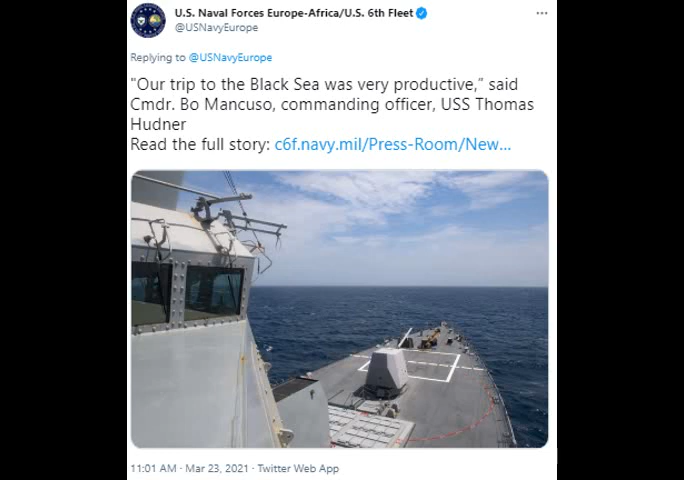 U.S. Naval Forces Europe-Africa/U.S. 6th Fleet
@USNavyEurope
Replying to @USNavyEurope
"Our trip to the Black Sea was very productive," said
Cmdr. Bo Mancuso, commanding officer, USS Thomas
Hudner
Read the full story: c6f.navy.mil/Press-Room/New...
11:01 AM · Mar 23, 2021 · Twitter Web App